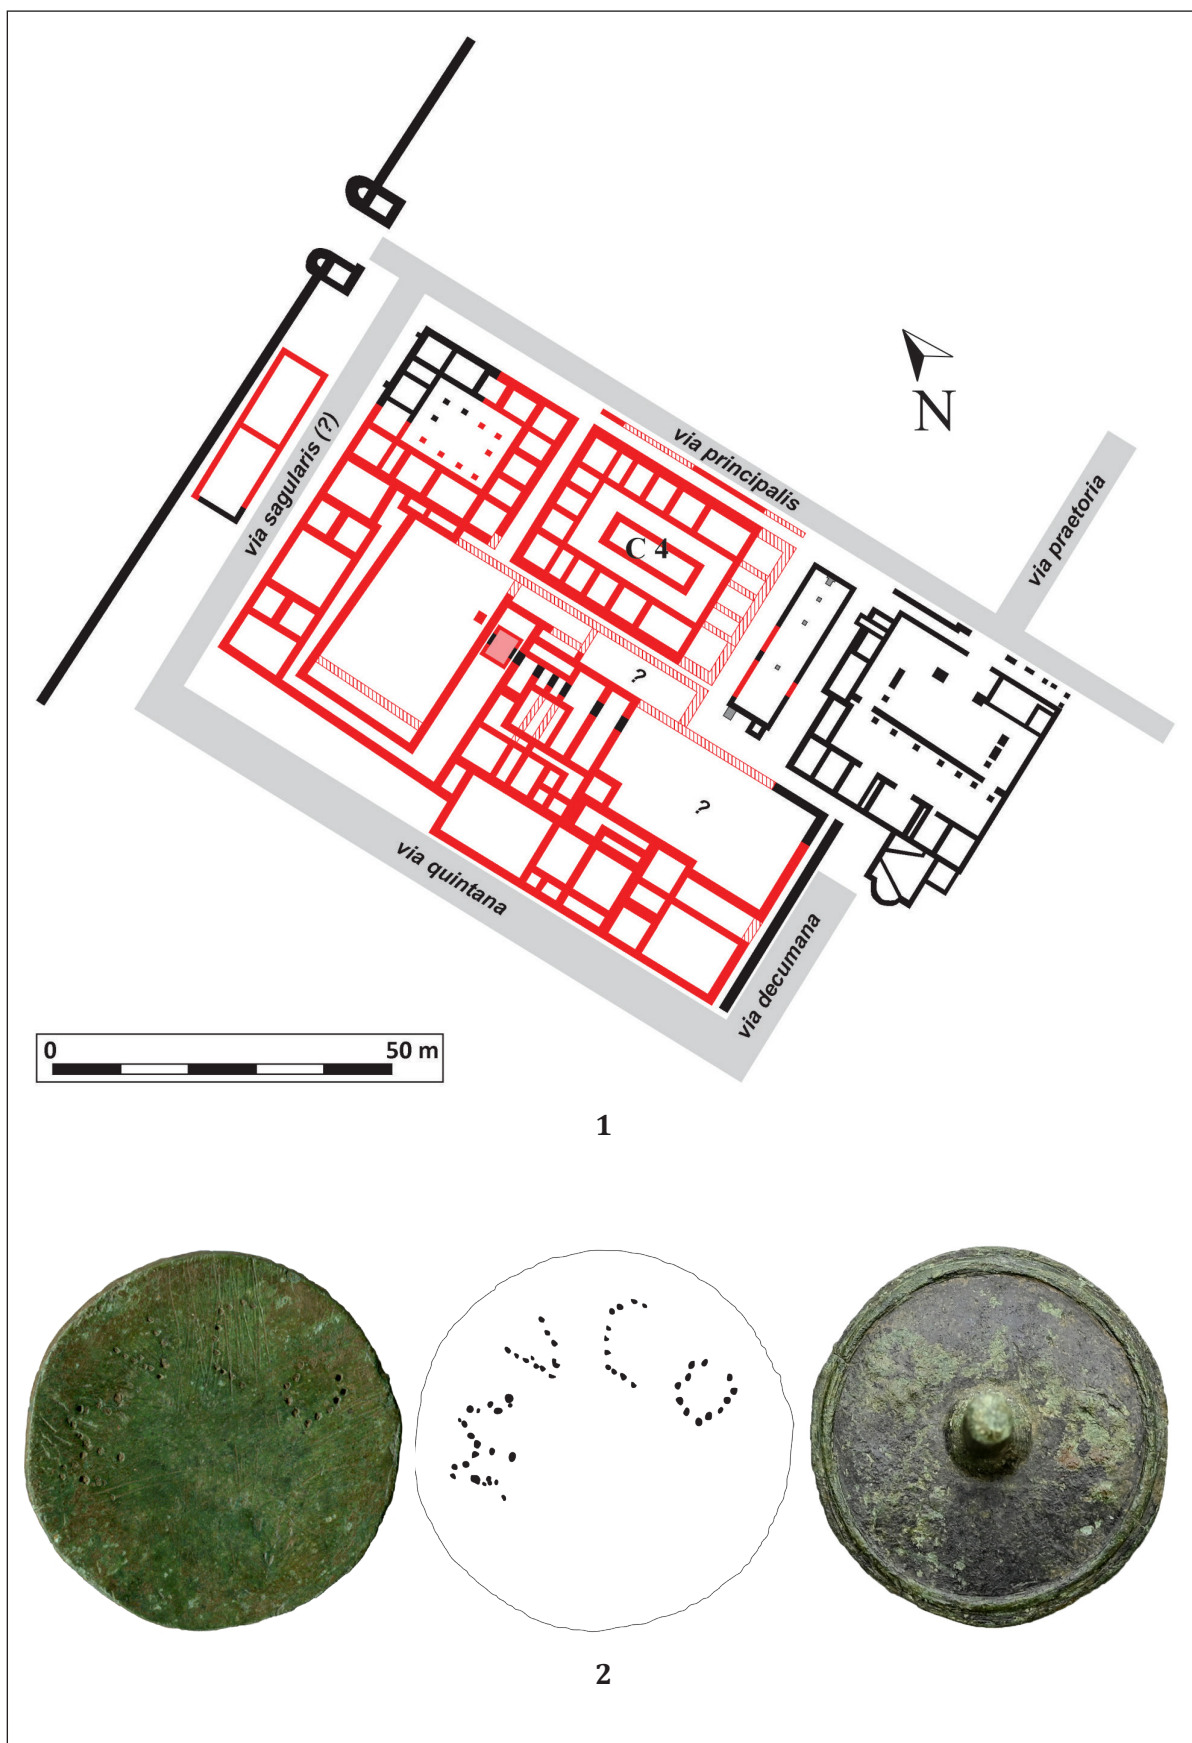 via principalis
via praetoria
via sagularis (?)
N
C 4
?
?
via quintana
via decumana
0 50 m
1
2